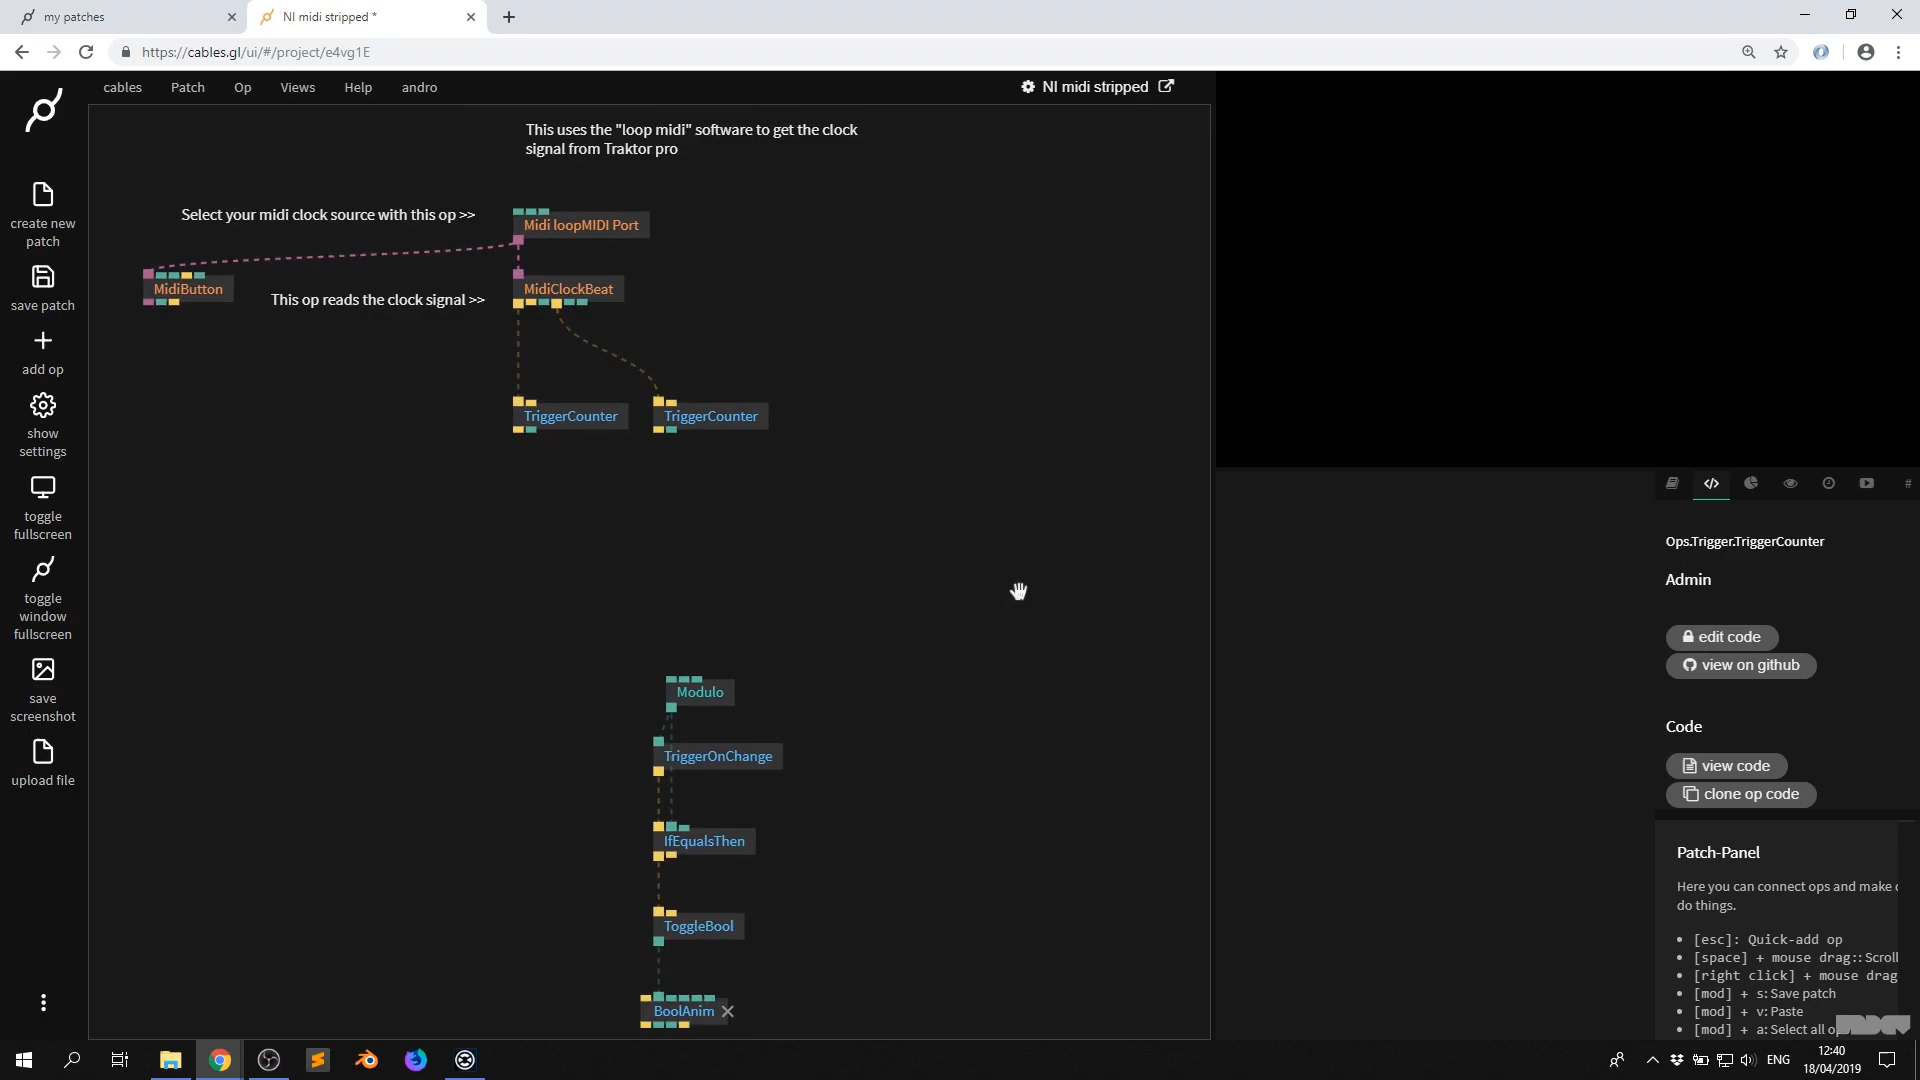 my patches
NI midi stripped *
https://cables.gl/ui/#/project/e4vg1E
cables
Patch
Op
Views
Help
andro
NI midi stripped
create new
patch
save patch
add op
show
settings
toggle
fullscreen
toggle
window
fullscreen
save
screenshot
upload file
This uses the "loop midi" software to get the clock
signal from Traktor pro
Select your midi clock source with this op >>
Midi loopMIDI Port
MidiButton
This op reads the clock signal >>
MidiClockBeat
TriggerCounter
TriggerCounter
Modulo
TriggerOnChange
IfEqualsThen
ToggleBool
BoolAnim
#
Ops.Trigger.TriggerCounter
Admin
edit code
view on github
Code
view code
clone op code
Patch-Panel
Here you can connect ops and make
do things.
[esc]: Quick-add op
[space] + mouse drag:: Scroll
[right click] + mouse drag
[mod] + s: Save patch
[mod] + v: Paste
[mod] + a: Select all
ENG
12:40
18/04/2019